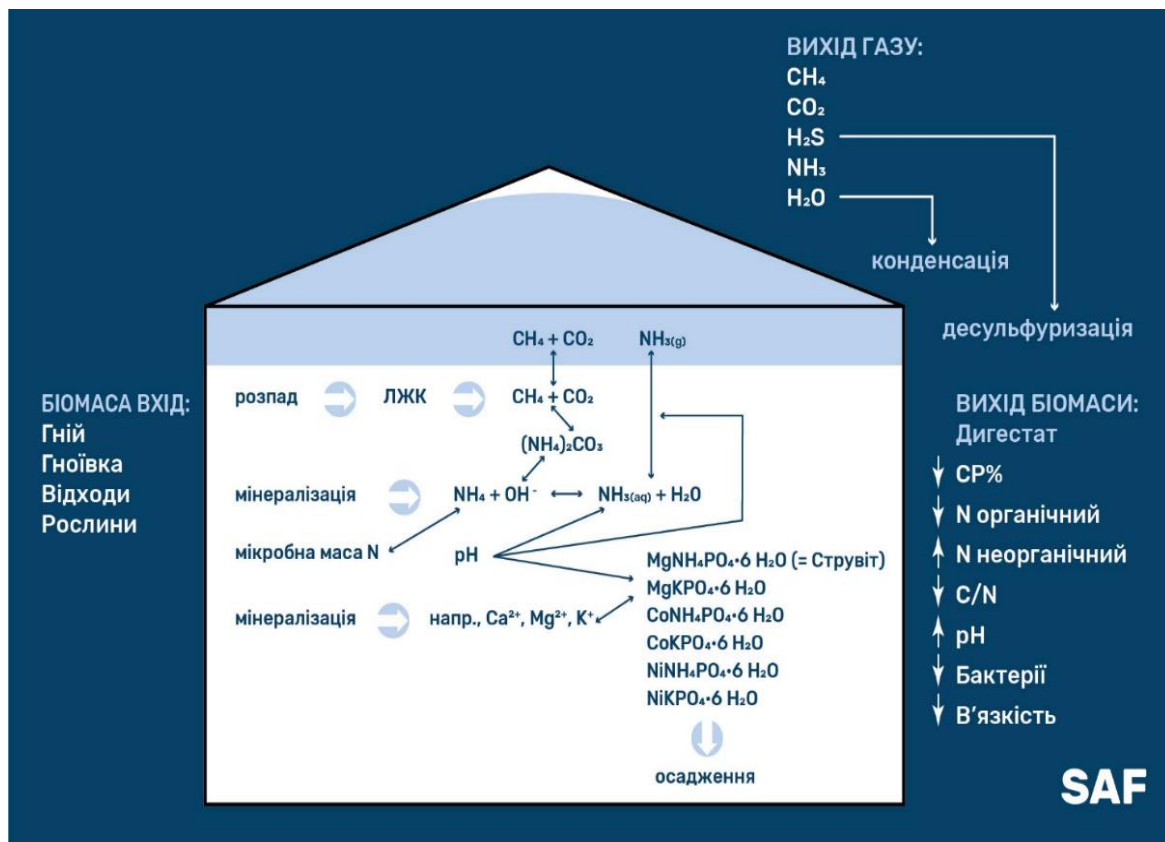 ВИХІД ГАЗУ:
CH₄
CO₂
H₂S
NH₃
H₂O
конденсація
десульфуризація
БІОМАСА ВХІД:
Гній
Гноївка
Відходи
Рослини
CH₄ + CO₂ NH₃(g)
розпад ЛЖК CH₄ + CO₂
(NH₄)₂CO₃
мінералізація NH₄ + OH⁻ NH₃(aq) + H₂O
мікробна маса N pH
мінералізація напр., Ca²⁺, Mg²⁺, K⁺
MgNH₄PO₄•6 H₂O (= Струвіт)
MgKPO₄•6 H₂O
CoNH₄PO₄•6 H₂O
CoKPO₄•6 H₂O
NiNH₄PO₄•6 H₂O
NiKPO₄•6 H₂O
осадження
ВИХІД БІОМАСИ:
Дигестат
СР%
N органічний
N неорганічний
C/N
pH
Бактерії
В’язкість
SAF